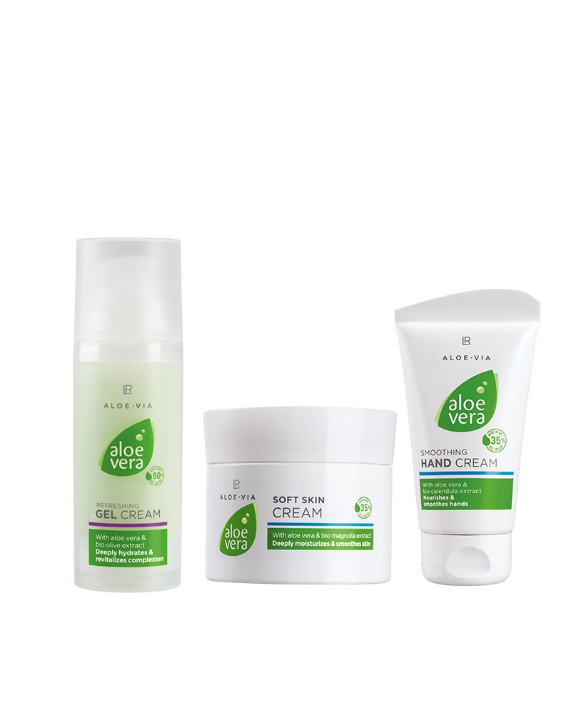 LR
ALOE·VIA
aloe
vera
50%
REFRESHING
GEL CREAM
With aloe vera &
bio olive extract
Deeply hydrates &
revitalizes complexion
LR
ALOE·VIA
aloe
vera
SOFT SKIN
CREAM
35%
With aloe vera & bio magnolia extract
Deeply moisturizes & smoothes skin
LR
ALOE·VIA
aloe
vera
35%
SMOOTHING
HAND CREAM
With aloe vera &
bio calendula extract
Nourishes &
smoothes hands